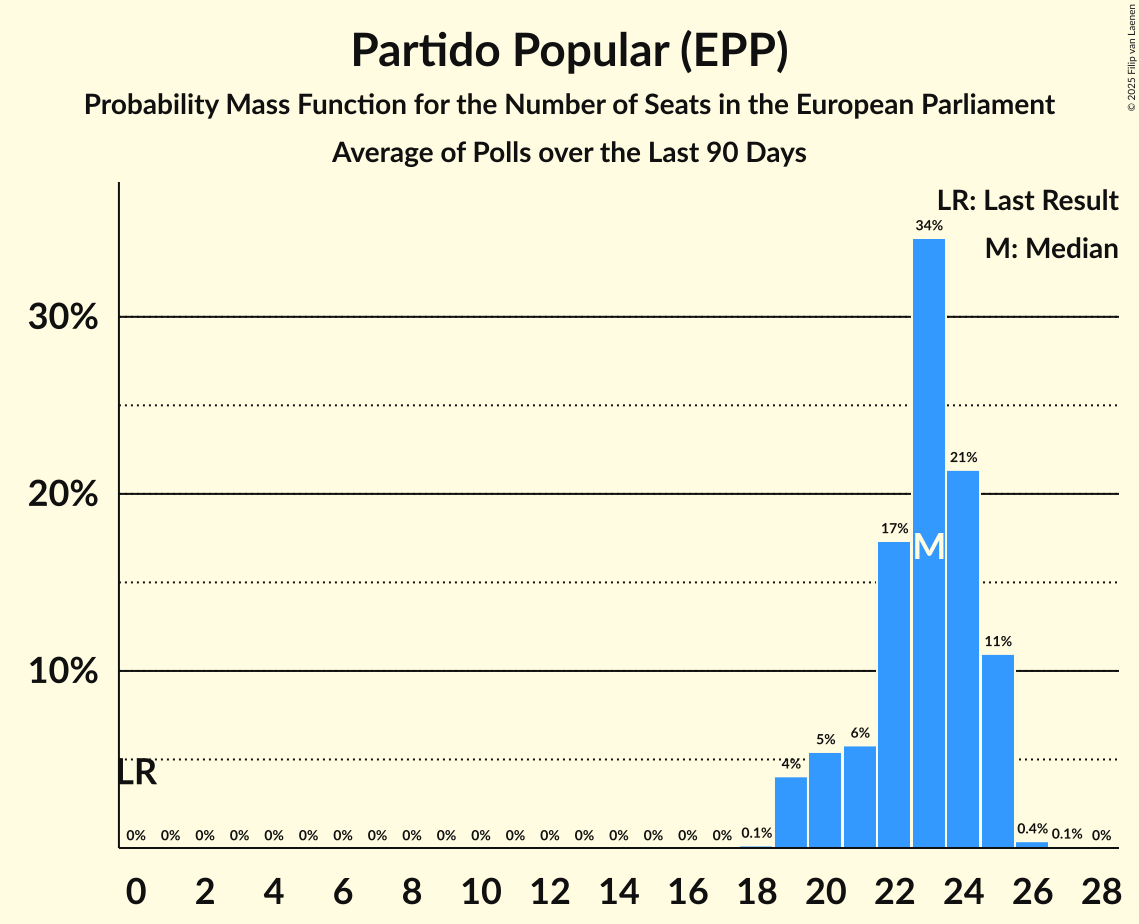 Partido Popular (EPP)
Probability Mass Function for the Number of Seats in the European Parliament
Average of Polls over the Last 90 Days
© 2025 Filip van Laenen
LR: Last Result
M: Median
34%
30%
21%
20%
17%
M
11%
10%
6%
5%
4%
LR
0% 0% 0% 0% 0% 0% 0% 0% 0% 0% 0% 0% 0% 0% 0% 0% 0% 0% 0.1% 0.4% 0.1% 0%
0 2 4 6 8 10 12 14 16 18 20 22 24 26 28